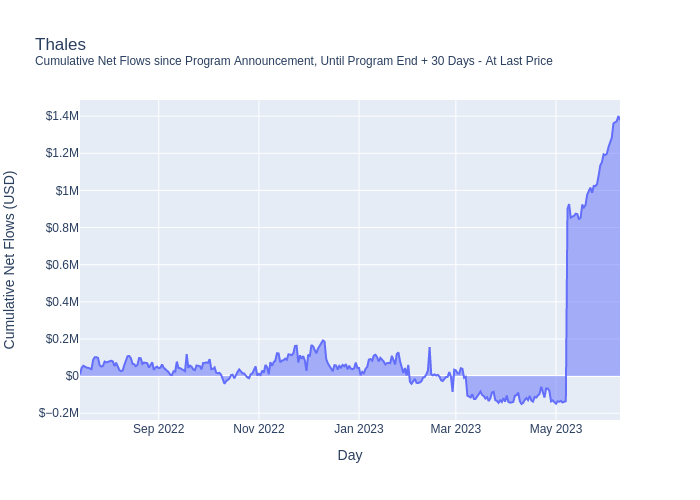 Thales
Cumulative Net Flows since Program Announcement, Until Program End + 30 Days - At Last Price
Cumulative Net Flows (USD)
$1.4M
$1.2M
$1M
$0.8M
$0.6M
$0.4M
$0.2M
$0
$−0.2M
Sep 2022
Nov 2022
Jan 2023
Mar 2023
May 2023
Day